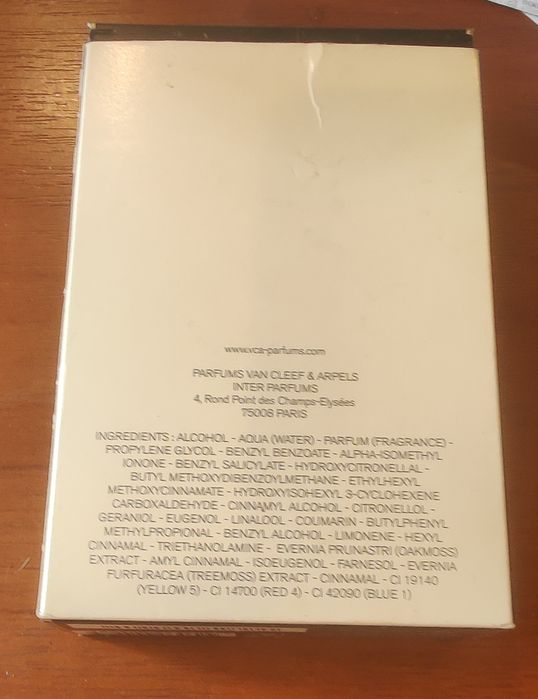 www.vca-parfums.com
PARFUMS VAN CLEEF & ARPELS
INTER PARFUMS
4, Rond Point des Champs-Elysées
75008 PARIS
INGREDIENTS : ALCOHOL - AQUA (WATER) - PARFUM (FRAGRANCE) -
PROPYLENE GLYCOL - BENZYL BENZOATE - ALPHA-ISOMETHYL
IONONE - BENZYL SALICYLATE - HYDROXYCITRONELLAL -
BUTYL METHOXYDIBENZOYLMETHANE - ETHYLHEXYL
METHOXYCINNAMATE - HYDROXYISOHEXYL 3-CYCLOHEXENE
CARBOXALDEHYDE - CINNAMYL ALCOHOL - CITRONELLOL -
GERANIOL - EUGENOL - LINALOOL - COUMARIN - BUTYLPHENYL
METHYLPROPIONAL - BENZYL ALCOHOL - LIMONENE - HEXYL
CINNAMAL - TRIETHANOLAMINE - EVERNIA PRUNASTRI (OAKMOSS)
EXTRACT - AMYL CINNAMAL - ISOEUGENOL - FARNESOL - EVERNIA
FURFURACEA (TREEMOSS) EXTRACT - CINNAMAL - CI 19140
(YELLOW 5) - CI 14700 (RED 4) - CI 42090 (BLUE 1)